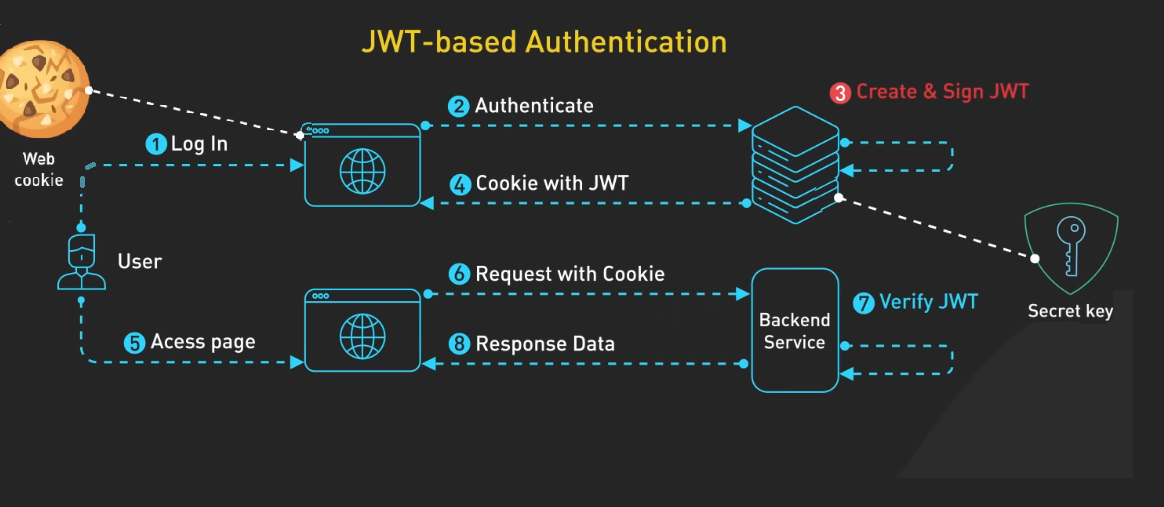 JWT-based Authentication
2 Authenticate
3 Create & Sign JWT
1 Log In
Web
cookie
4 Cookie with JWT
User
6 Request with Cookie
7 Verify JWT
Secret key
Backend
Service
5 Acess page
8 Response Data